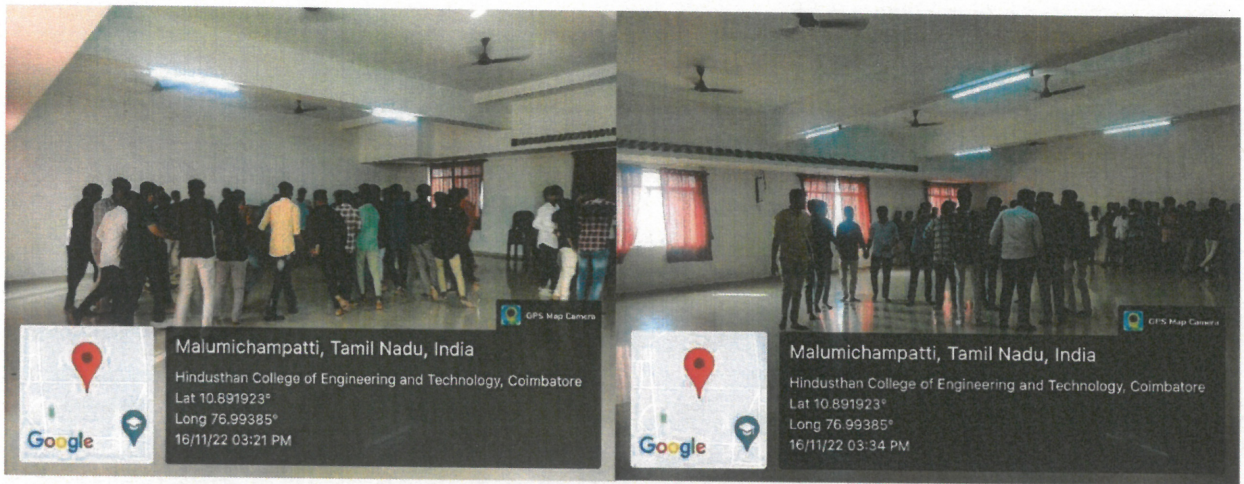 GPS Map Camera
Malumichampatti, Tamil Nadu, India
Hindusthan College of Engineering and Technology, Coimbatore
Lat 10.891923°
Long 76.99385°
16/11/22 03:21 PM
Google
GPS Map Camera
Malumichampatti, Tamil Nadu, India
Hindusthan College of Engineering and Technology, Coimbatore
Lat 10.891923°
Long 76.99385°
16/11/22 03:34 PM
Google